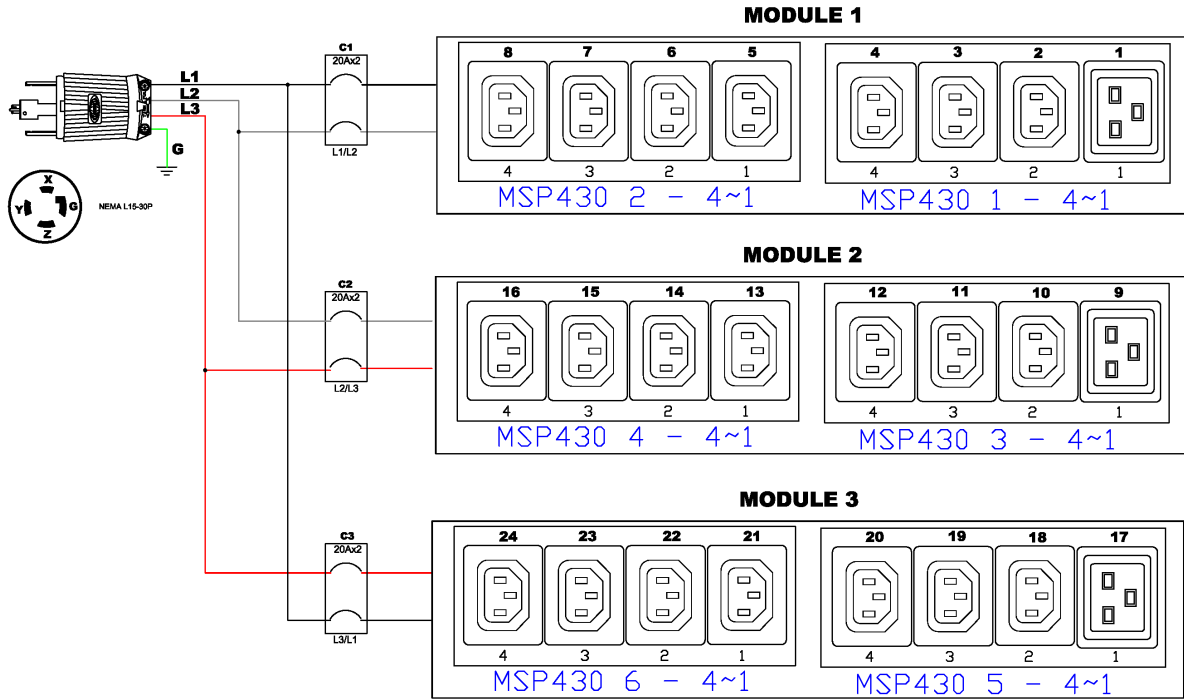 MODULE 1
C1
20Ax2
L1/L2
8 7 6 5 4 3 2 1
4 3 2 1 4 3 2 1
MSP430 2 - 4~1 MSP430 1 - 4~1
L1
L2
L3
G
X
Y G
Z
NEMA L15-30P
MODULE 2
C2
20Ax2
L2/L3
16 15 14 13 12 11 10 9
4 3 2 1 4 3 2 1
MSP430 4 - 4~1 MSP430 3 - 4~1
MODULE 3
C3
20Ax2
L3/L1
24 23 22 21 20 19 18 17
4 3 2 1 4 3 2 1
MSP430 6 - 4~1 MSP430 5 - 4~1